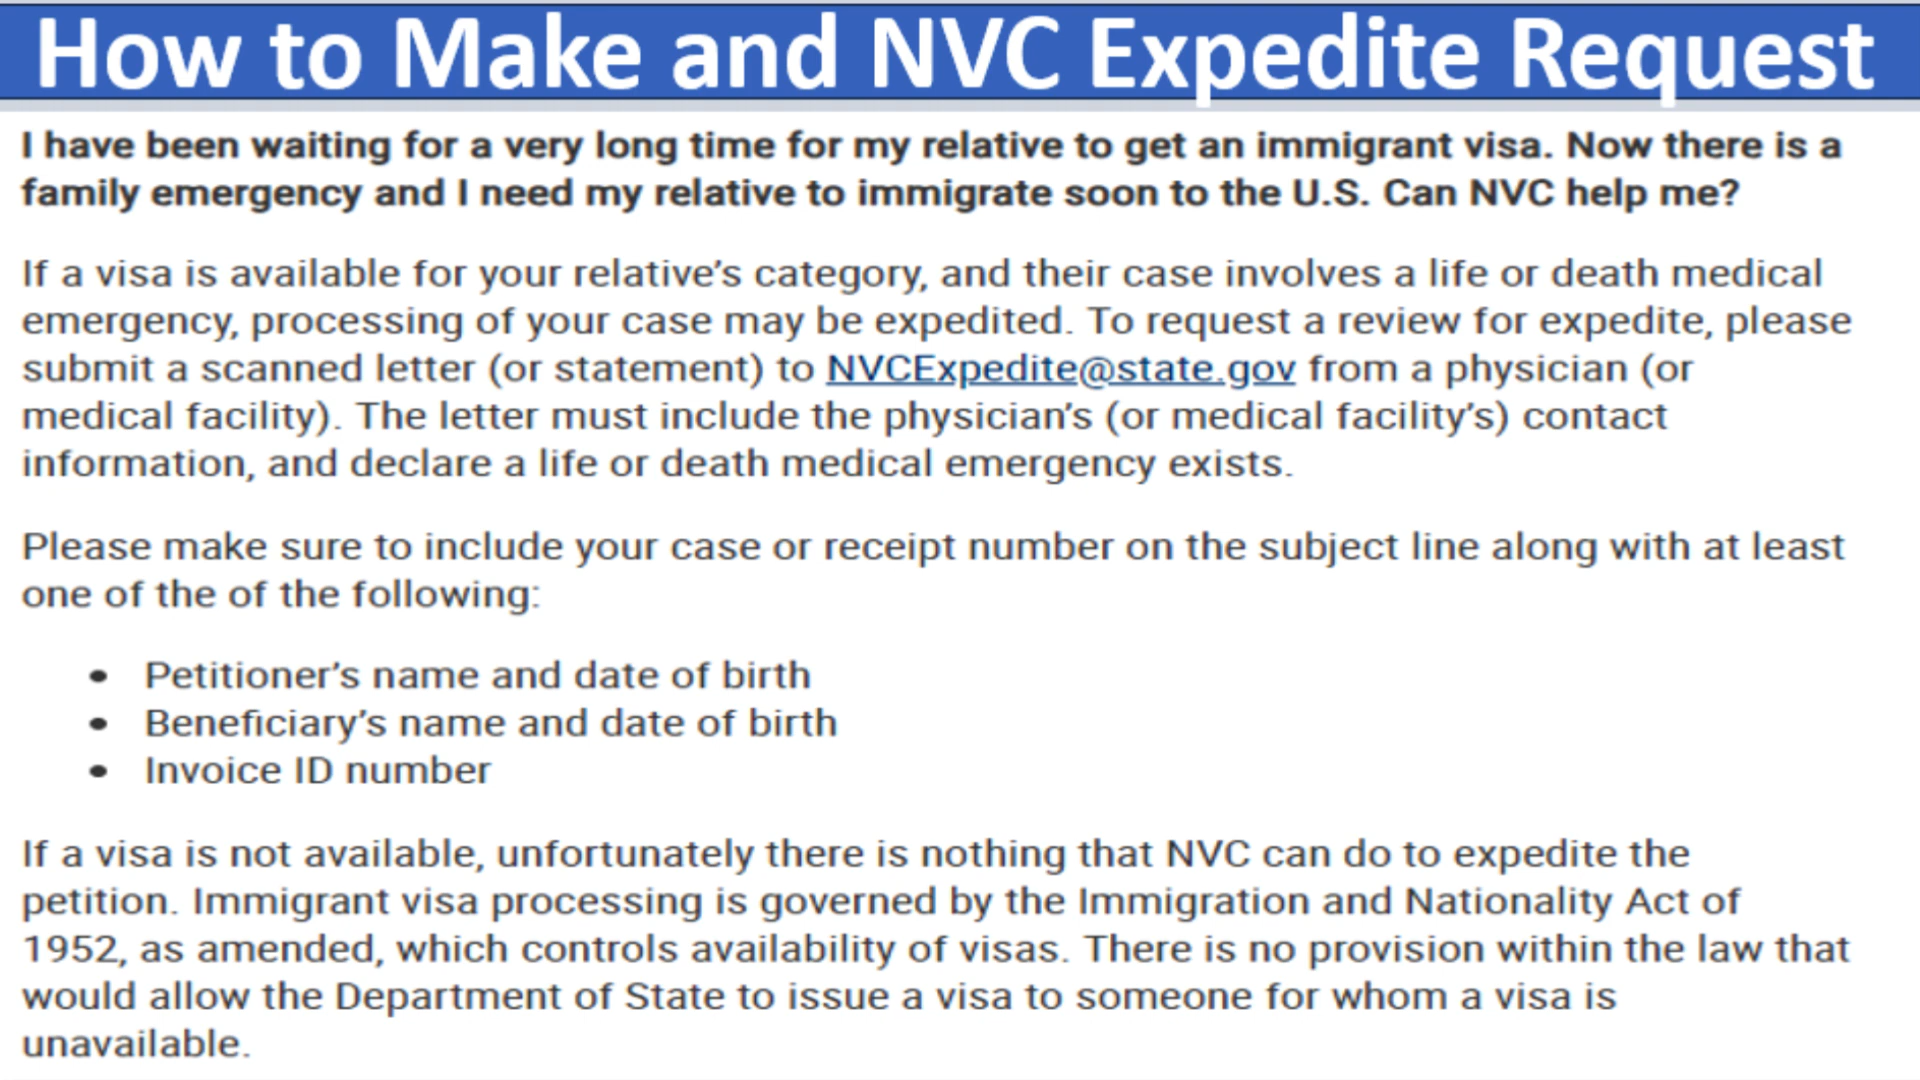 How to Make and NVC Expedite Request
I have been waiting for a very long time for my relative to get an immigrant visa. Now there is a
family emergency and I need my relative to immigrate soon to the U.S. Can NVC help me?
If a visa is available for your relative’s category, and their case involves a life or death medical
emergency, processing of your case may be expedited. To request a review for expedite, please
submit a scanned letter (or statement) to NVCExpedite@state.gov from a physician (or
medical facility). The letter must include the physician’s (or medical facility’s) contact
information, and declare a life or death medical emergency exists.
Please make sure to include your case or receipt number on the subject line along with at least
one of the of the following:
• Petitioner’s name and date of birth
• Beneficiary’s name and date of birth
• Invoice ID number
If a visa is not available, unfortunately there is nothing that NVC can do to expedite the
petition. Immigrant visa processing is governed by the Immigration and Nationality Act of
1952, as amended, which controls availability of visas. There is no provision within the law that
would allow the Department of State to issue a visa to someone for whom a visa is
unavailable.